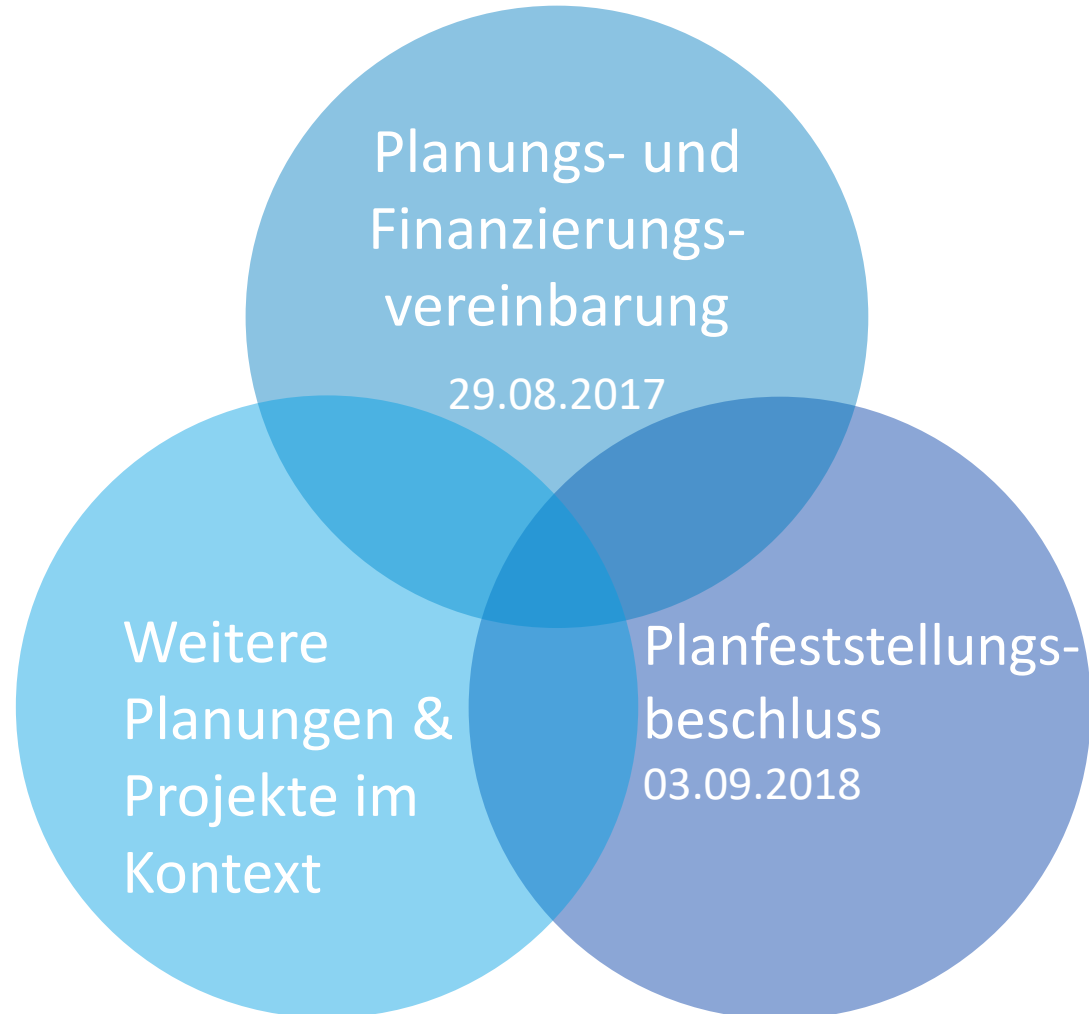 Planungs- und
Finanzierungs-
vereinbarung
29.08.2017
Weitere
Planungen &
Projekte im
Kontext
Planfeststellungs-
beschluss
03.09.2018